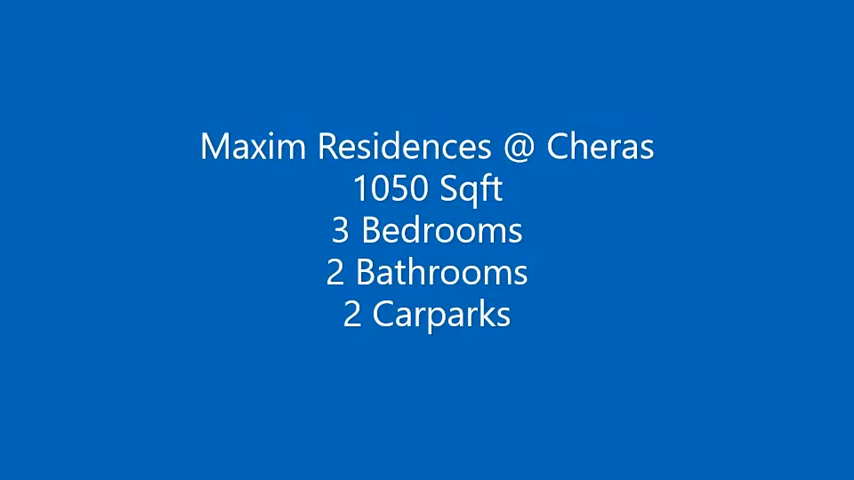 Maxim Residences @ Cheras
1050 Sqft
3 Bedrooms
2 Bathrooms
2 Carparks